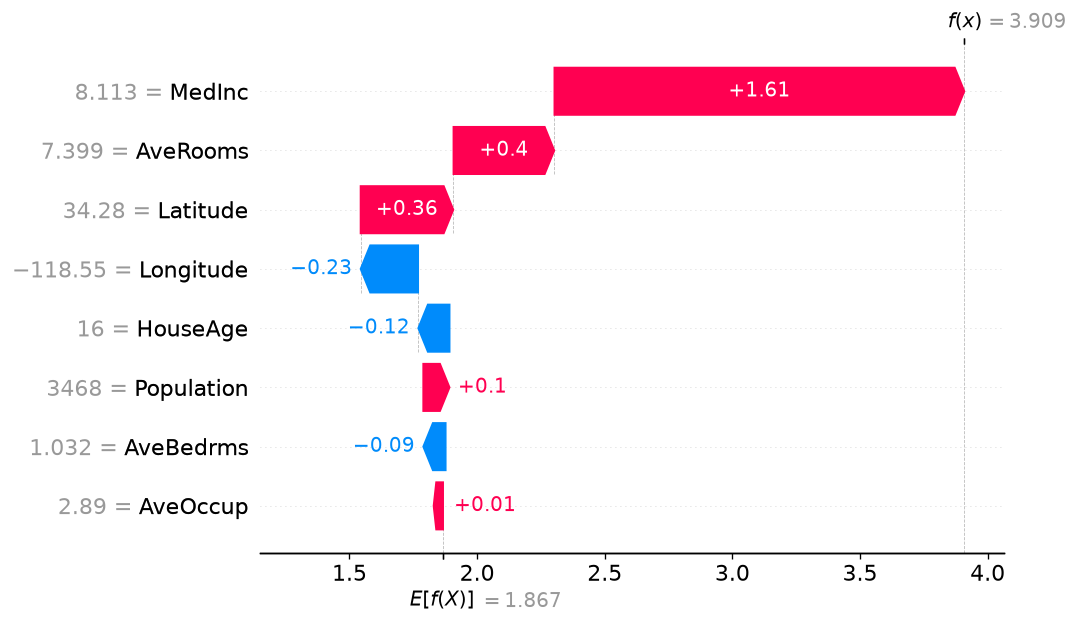 f(x) = 3.909
8.113 = MedInc +1.61
7.399 = AveRooms +0.4
34.28 = Latitude +0.36
−118.55 = Longitude −0.23
16 = HouseAge −0.12
3468 = Population +0.1
1.032 = AveBedrms −0.09
2.89 = AveOccup +0.01
1.5 2.0 2.5 3.0 3.5 4.0
E[f(X)] = 1.867